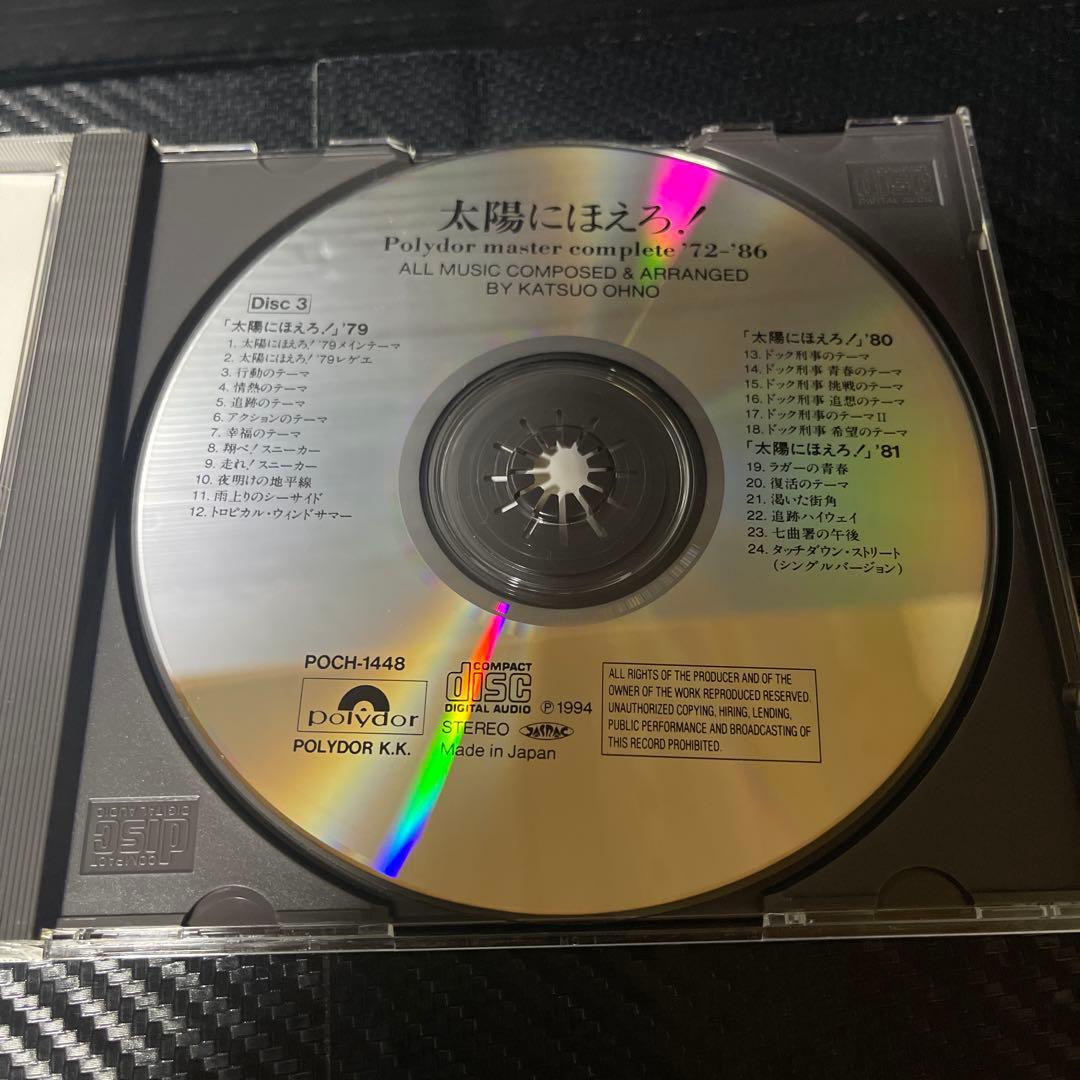 太陽にほえろ!
Polydor master complete '72-'86
ALL MUSIC COMPOSED & ARRANGED
BY KATSUO OHNO
Disc 3
「太陽にほえろ!」'79
1. 太陽にほえろ! '79メインテーマ
2. 太陽にほえろ! '79レゲエ
3. 行動のテーマ
4. 情熱のテーマ
5. 追跡のテーマ
6. アクションのテーマ
7. 幸福のテーマ
8. 翔べ! スニーカー
9. 走れ! スニーカー
10. 夜明けの地平線
11. 雨上りのシーサイド
12. トロピカル・ウィンドサマー
「太陽にほえろ!」'80
13. ドック刑事のテーマ
14. ドック刑事 青春のテーマ
15. ドック刑事 挑戦のテーマ
16. ドック刑事 追想のテーマ
17. ドック刑事のテーマII
18. ドック刑事 希望のテーマ
「太陽にほえろ!」'81
19. ラガーの青春
20. 復活のテーマ
21. 渇いた街角
22. 追跡ハイウェイ
23. 七曲署の午後
24. タッチダウン・ストリート
(シングルバージョン)
POCH-1448
polydor
POLYDOR K.K.
COMPACT
disc
DIGITAL AUDIO
℗1994
STEREO
JASRAC
Made in Japan
ALL RIGHTS OF THE PRODUCER AND OF THE
OWNER OF THE WORK REPRODUCED RESERVED.
UNAUTHORIZED COPYING, HIRING, LENDING,
PUBLIC PERFORMANCE AND BROADCASTING OF
THIS RECORD PROHIBITED.
disc
DIGITAL AUDIO
COMPACT
disc
DIGITAL AUDIO